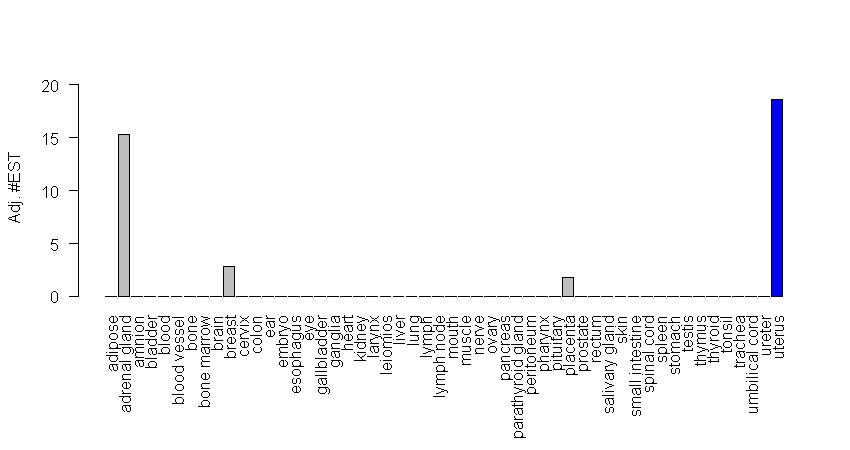 Adj. #EST
20
15
10
5
0
adipose
adrenal gland
amnion
bladder
blood
blood vessel
bone
bone marrow
brain
breast
cervix
colon
ear
embryo
esophagus
eye
gallbladder
ganglia
heart
kidney
larynx
leiomios
liver
lung
lymph
lymph node
mouth
muscle
nerve
ovary
pancreas
parathyroid gland
peritoneum
pharynx
pituitary
placenta
prostate
rectum
salivary gland
skin
small intestine
spinal cord
spleen
stomach
testis
thymus
thyroid
tonsil
trachea
umbilical cord
ureter
uterus